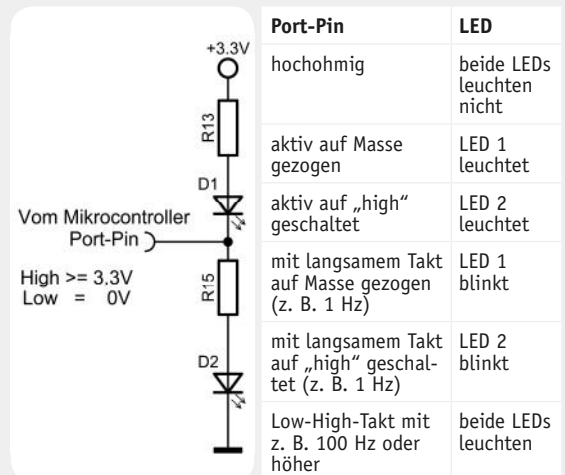 +3.3V
R13
D1
Vom Mikrocontroller
Port-Pin
High >= 3.3V
Low = 0V
R15
D2
Port-Pin LED
hochohmig beide LEDs
leuchten
nicht
aktiv auf Masse LED 1
gezogen leuchtet
aktiv auf „high“ LED 2
geschaltet leuchtet
mit langsamem Takt LED 1
auf Masse gezogen blinkt
(z. B. 1 Hz)
mit langsamem Takt LED 2
auf „high“ geschal- blinkt
tet (z. B. 1 Hz)
Low-High-Takt mit beide LEDs
z. B. 100 Hz oder leuchten
höher